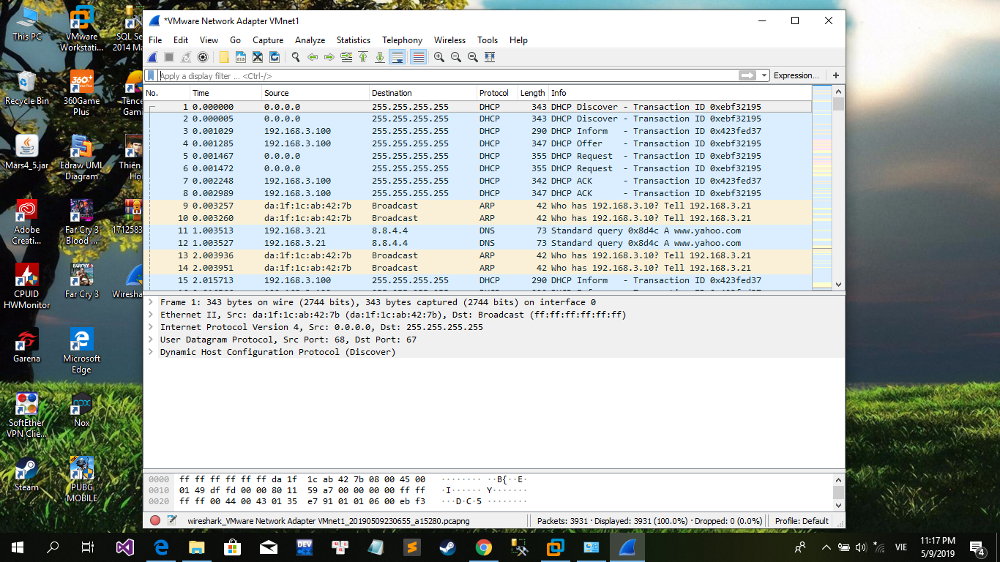 This PC
VMware Workstati...
SQL Se
2014 Ma
Recycle Bin
360Game Plus
Tence
Gami
Mars4_5.jar
Edraw UML Diagram
Thiên
Hộ
Adobe Creati...
Far Cry 3 Blood ...
1712583
CPUID HWMonitor
Far Cry 3
Wiresha
Garena
Microsoft Edge
SoftEther VPN Clie...
Nox
Steam
PUBG MOBILE
*VMware Network Adapter VMnet1
File Edit View Go Capture Analyze Statistics Telephony Wireless Tools Help
Apply a display filter ... <Ctrl-/> Expression... +
No. Time Source Destination Protocol Length Info
1 0.000000 0.0.0.0 255.255.255.255 DHCP 343 DHCP Discover - Transaction ID 0xebf32195
2 0.000005 0.0.0.0 255.255.255.255 DHCP 343 DHCP Discover - Transaction ID 0xebf32195
3 0.001029 192.168.3.100 255.255.255.255 DHCP 290 DHCP Inform - Transaction ID 0x423fed37
4 0.001285 192.168.3.100 255.255.255.255 DHCP 347 DHCP Offer - Transaction ID 0xebf32195
5 0.001467 0.0.0.0 255.255.255.255 DHCP 355 DHCP Request - Transaction ID 0xebf32195
6 0.001472 0.0.0.0 255.255.255.255 DHCP 355 DHCP Request - Transaction ID 0xebf32195
7 0.002248 192.168.3.100 255.255.255.255 DHCP 342 DHCP ACK - Transaction ID 0x423fed37
8 0.002989 192.168.3.100 255.255.255.255 DHCP 347 DHCP ACK - Transaction ID 0xebf32195
9 0.003257 da:1f:1c:ab:42:7b Broadcast ARP 42 Who has 192.168.3.10? Tell 192.168.3.21
10 0.003260 da:1f:1c:ab:42:7b Broadcast ARP 42 Who has 192.168.3.10? Tell 192.168.3.21
11 1.003513 192.168.3.21 8.8.4.4 DNS 73 Standard query 0x8d4c A www.yahoo.com
12 1.003527 192.168.3.21 8.8.4.4 DNS 73 Standard query 0x8d4c A www.yahoo.com
13 2.003936 da:1f:1c:ab:42:7b Broadcast ARP 42 Who has 192.168.3.10? Tell 192.168.3.21
14 2.003951 da:1f:1c:ab:42:7b Broadcast ARP 42 Who has 192.168.3.10? Tell 192.168.3.21
15 2.015713 192.168.3.100 255.255.255.255 DHCP 290 DHCP Inform - Transaction ID 0x423fed37
Frame 1: 343 bytes on wire (2744 bits), 343 bytes captured (2744 bits) on interface 0
Ethernet II, Src: da:1f:1c:ab:42:7b (da:1f:1c:ab:42:7b), Dst: Broadcast (ff:ff:ff:ff:ff:ff)
Internet Protocol Version 4, Src: 0.0.0.0, Dst: 255.255.255.255
User Datagram Protocol, Src Port: 68, Dst Port: 67
Dynamic Host Configuration Protocol (Discover)
0000 ff ff ff ff ff ff da 1f 1c ab 42 7b 08 00 45 00 ········ ··B{··E·
0010 01 49 df fd 00 00 80 11 59 a7 00 00 00 00 ff ff ·I······ Y·······
0020 ff ff 00 44 00 43 01 35 e7 91 01 01 06 00 eb f3 ···D·C·5 ········
wireshark_VMware Network Adapter VMnet1_20190509230655_a15280.pcapng Packets: 3931 · Displayed: 3931 (100.0%) · Dropped: 0 (0.0%) Profile: Default
DEV
VIE
11:17 PM
5/9/2019
4